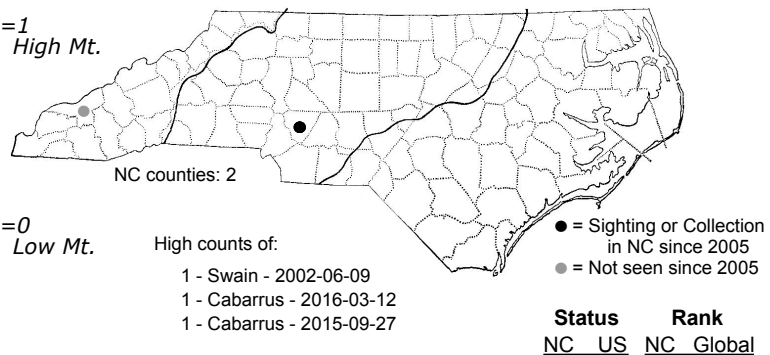 =1
High Mt.
NC counties: 2
=0
Low Mt.
High counts of:
1 - Swain - 2002-06-09
1 - Cabarrus - 2016-03-12
1 - Cabarrus - 2015-09-27
● = Sighting or Collection
in NC since 2005
● = Not seen since 2005
Status Rank
NC US NC Global